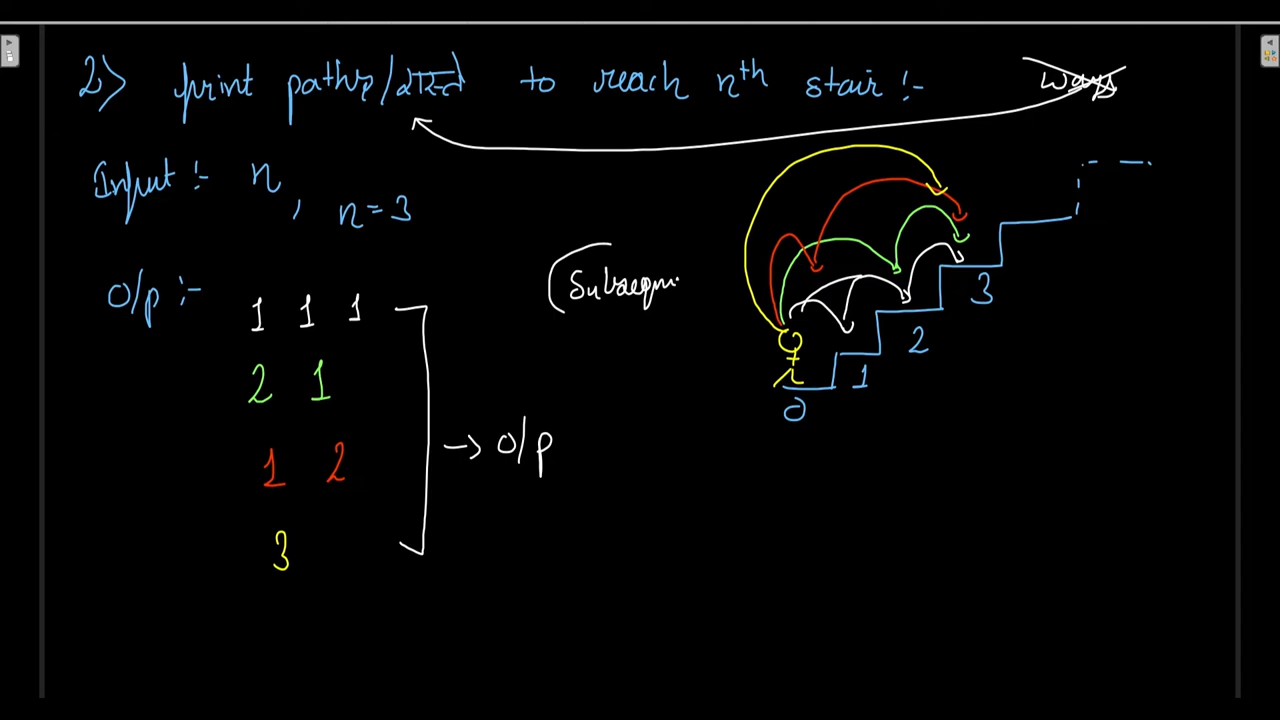 2) print paths/रास्ते to reach nth stair :-
ways
Input :- n, n=3
O/p :-
1 1 1
2 1
1 2
3
→ O/p
(Subsequ
0
1
2
3